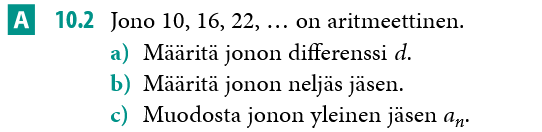 A 10.2 Jono 10, 16, 22, … on aritmeettinen.
a) Määritä jonon differenssi d.
b) Määritä jonon neljäs jäsen.
c) Muodosta jonon yleinen jäsen aₙ.